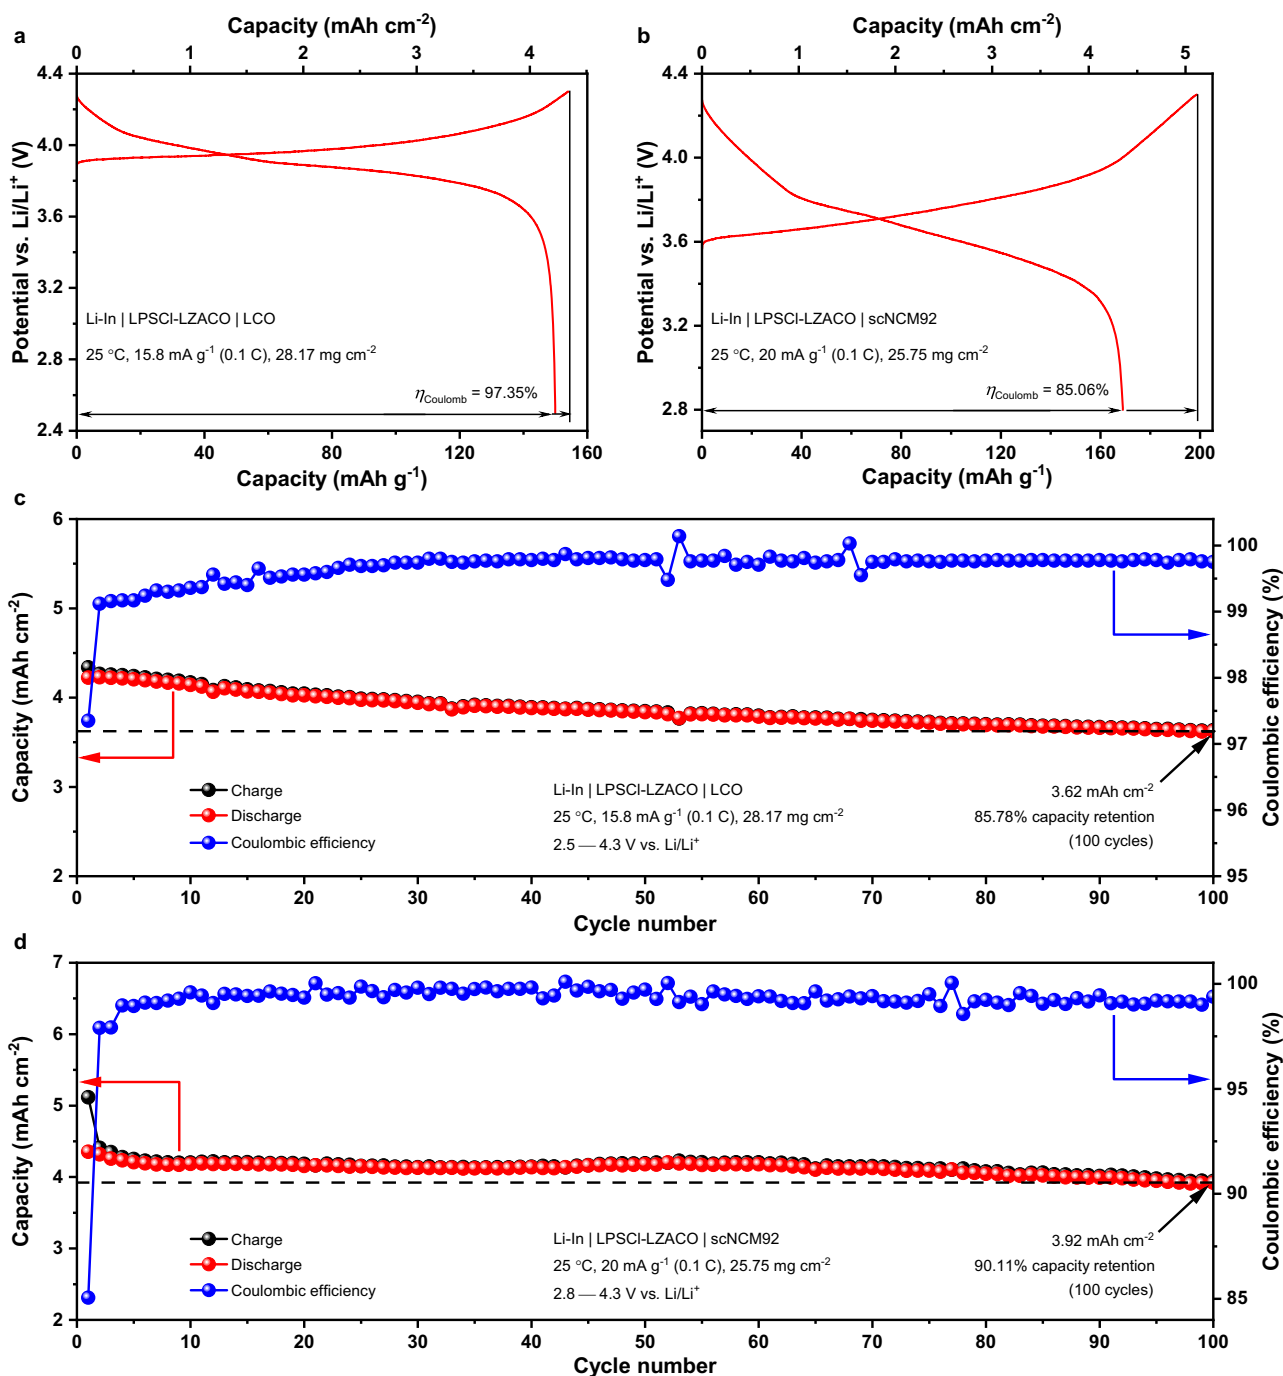 a
Capacity (mAh cm⁻²)
0 1 2 3 4
4.4
4.0
3.6
3.2
2.8
2.4
Potential vs. Li/Li⁺ (V)
Li-In | LPSCl-LZACO | LCO
25 °C, 15.8 mA g⁻¹ (0.1 C), 28.17 mg cm⁻²
ηCoulomb = 97.35%
0 40 80 120 160
Capacity (mAh g⁻¹)
b
Capacity (mAh cm⁻²)
0 1 2 3 4 5
4.4
4.0
3.6
3.2
2.8
Potential vs. Li/Li⁺ (V)
Li-In | LPSCl-LZACO | scNCM92
25 °C, 20 mA g⁻¹ (0.1 C), 25.75 mg cm⁻²
ηCoulomb = 85.06%
0 40 80 120 160 200
Capacity (mAh g⁻¹)
c
6
5
4
3
2
Capacity (mAh cm⁻²)
100
99
98
97
96
95
Coulombic efficiency (%)
Charge
Discharge
Coulombic efficiency
Li-In | LPSCl-LZACO | LCO
25 °C, 15.8 mA g⁻¹ (0.1 C), 28.17 mg cm⁻²
2.5 — 4.3 V vs. Li/Li⁺
3.62 mAh cm⁻²
85.78% capacity retention
(100 cycles)
0 10 20 30 40 50 60 70 80 90 100
Cycle number
d
7
6
5
4
3
2
Capacity (mAh cm⁻²)
100
95
90
85
Coulombic efficiency (%)
Charge
Discharge
Coulombic efficiency
Li-In | LPSCl-LZACO | scNCM92
25 °C, 20 mA g⁻¹ (0.1 C), 25.75 mg cm⁻²
2.8 — 4.3 V vs. Li/Li⁺
3.92 mAh cm⁻²
90.11% capacity retention
(100 cycles)
0 10 20 30 40 50 60 70 80 90 100
Cycle number